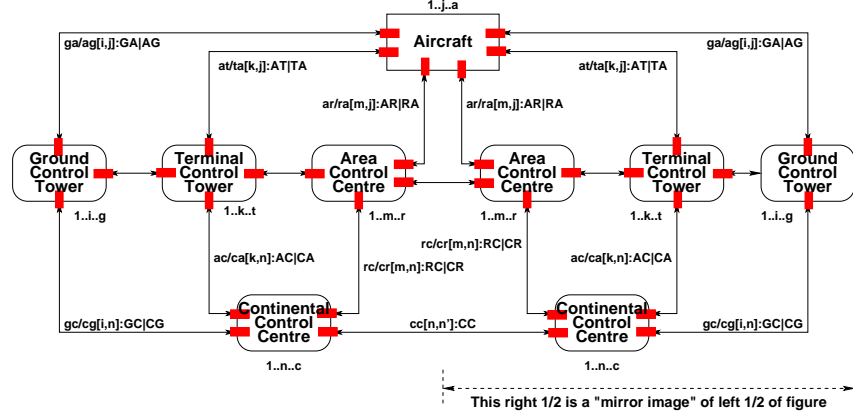 1..j..a
Aircraft
ga/ag[i,j]:GA|AG
ga/ag[i,j]:GA|AG
at/ta[k,j]:AT|TA
at/ta[k,j]:AT|TA
ar/ra[m,j]:AR|RA
ar/ra[m,j]:AR|RA
Ground
Control
Tower
Terminal
Control
Tower
Area
Control
Centre
Area
Control
Centre
Terminal
Control
Tower
Ground
Control
Tower
1..i..g
1..k..t
1..m..r
1..m..r
1..k..t
1..i..g
ac/ca[k,n]:AC|CA
rc/cr[m,n]:RC|CR
rc/cr[m,n]:RC|CR
ac/ca[k,n]:AC|CA
gc/cg[i,n]:GC|CG
Continental
Control
Centre
cc[n,n']:CC
Continental
Control
Centre
gc/cg[i,n]:GC|CG
1..n..c
1..n..c
This right 1/2 is a "mirror image" of left 1/2 of figure